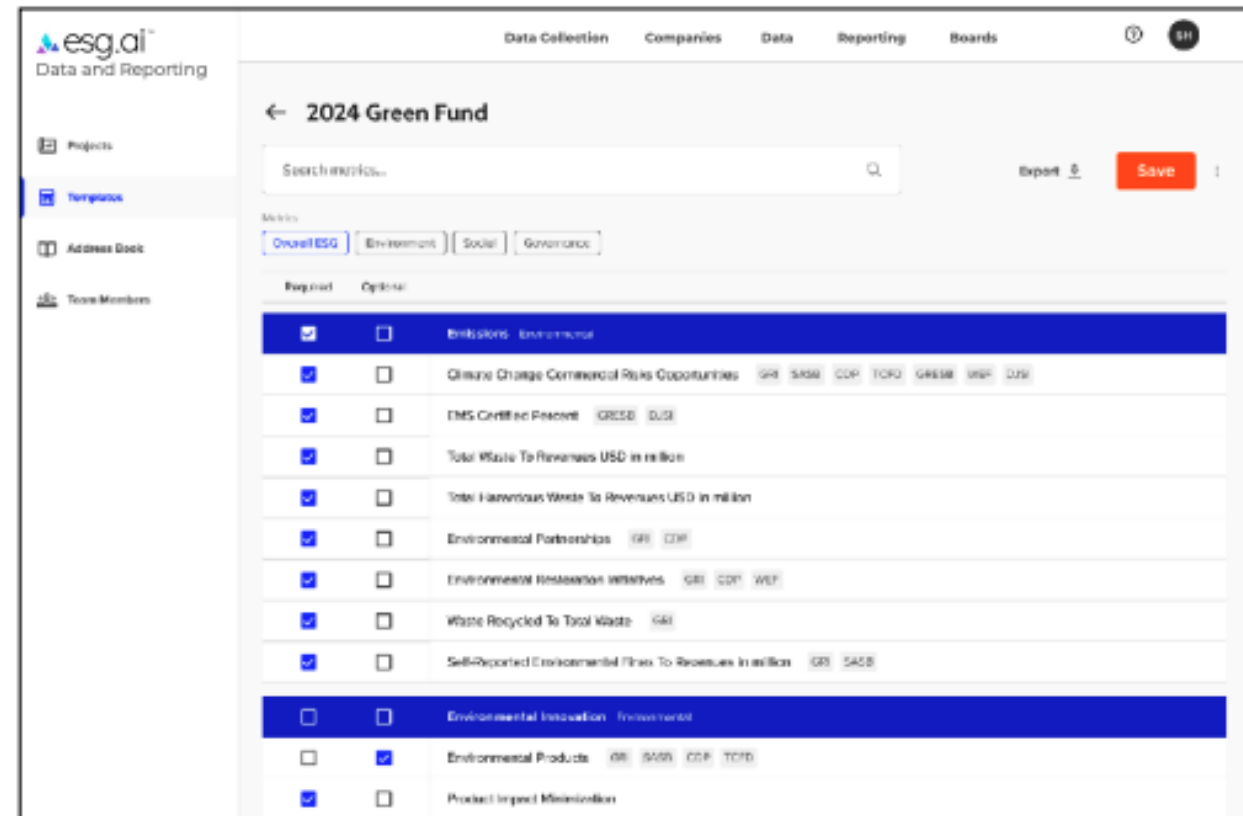 esg.ai™
Data and Reporting
Data Collection Companies Data Reporting Boards
SH
Projects
Templates
Address Book
Team Members
← 2024 Green Fund
Search metrics...
Export
Save
Metrics
Overall ESG Environment Social Governance
Required Optional
Emissions Environmental
Climate Change Commercial Risks Opportunities GRI SASB CDP TCFD GRESB WEF DJSI
EMS Certified Percent GRESB DJSI
Total Waste To Revenues USD in million
Total Hazardous Waste To Revenues USD in million
Environmental Partnerships GRI CDP
Environmental Restoration Initiatives GRI CDP WEF
Waste Recycled To Total Waste GRI
Self-Reported Environmental Fines To Revenues in million GRI SASB
Environmental Innovation Environmental
Environmental Products GRI SASB CDP TCFD
Product Impact Minimization